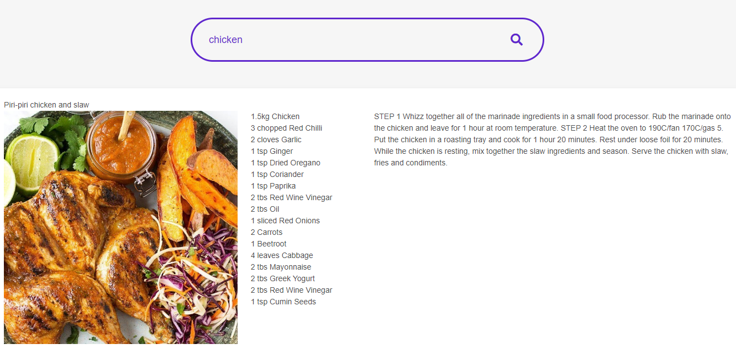 chicken
Piri-piri chicken and slaw
1.5kg Chicken
3 chopped Red Chilli
2 cloves Garlic
1 tsp Ginger
1 tsp Dried Oregano
1 tsp Coriander
1 tsp Paprika
2 tbs Red Wine Vinegar
2 tbs Oil
1 sliced Red Onions
2 Carrots
1 Beetroot
4 leaves Cabbage
2 tbs Mayonnaise
2 tbs Greek Yogurt
2 tbs Red Wine Vinegar
1 tsp Cumin Seeds
STEP 1 Whizz together all of the marinade ingredients in a small food processor. Rub the marinade onto
the chicken and leave for 1 hour at room temperature. STEP 2 Heat the oven to 190C/fan 170C/gas 5.
Put the chicken in a roasting tray and cook for 1 hour 20 minutes. Rest under loose foil for 20 minutes.
While the chicken is resting, mix together the slaw ingredients and season. Serve the chicken with slaw,
fries and condiments.